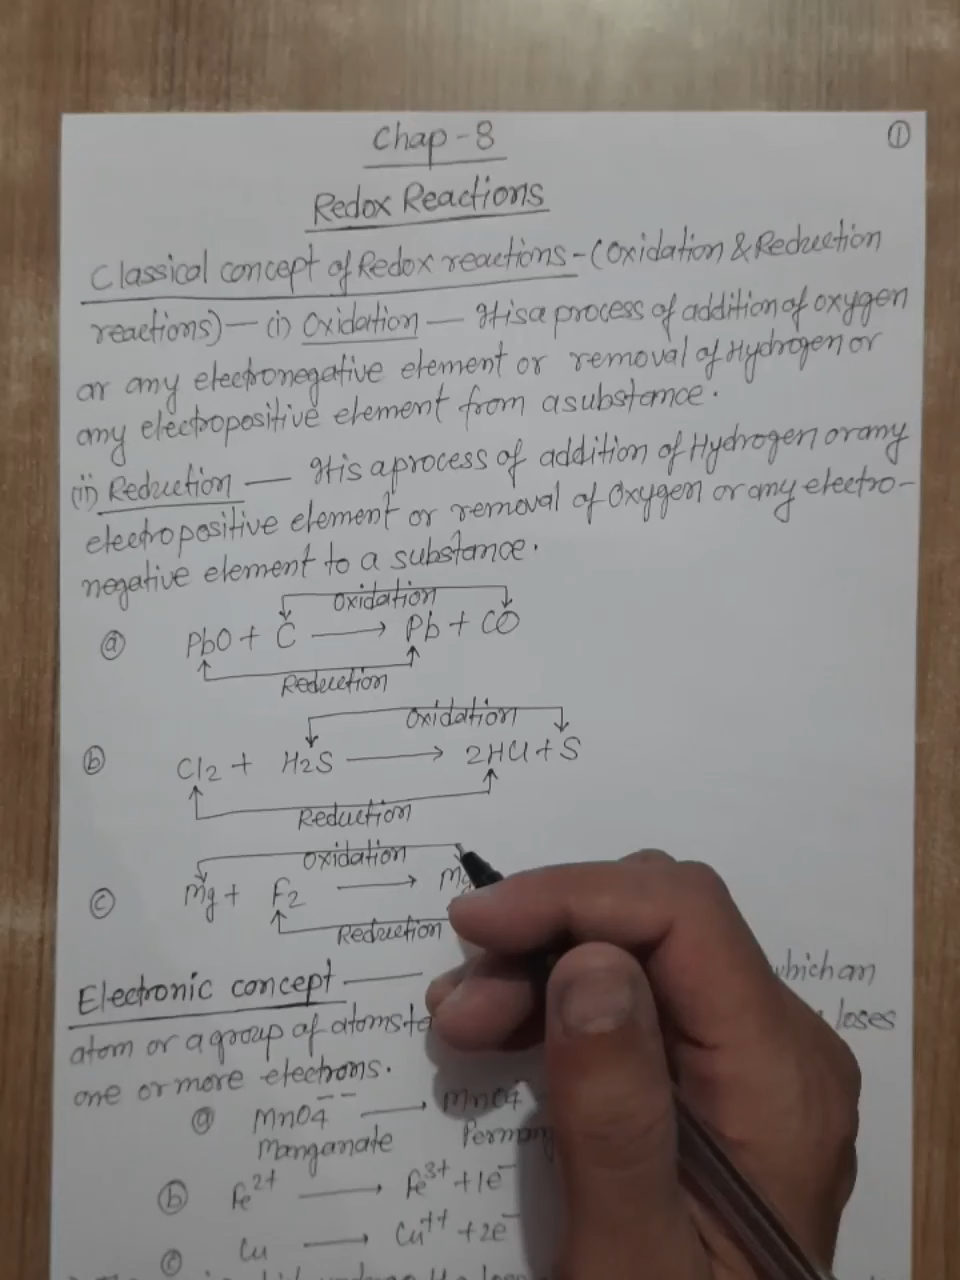 ①
Chap - 8
Redox Reactions
Classical concept of Redox reactions - (Oxidation & Reduction
reactions) — (i) Oxidation — It is a process of addition of oxygen
or any electronegative element or removal of Hydrogen or
any electropositive element from a substance.
(ii) Reduction — It is a process of addition of Hydrogen or any
electropositive element or removal of Oxygen or any electro-
negative element to a substance.
Oxidation
ⓐ PbO + C ⟶ Pb + CO
Reduction
Oxidation
ⓑ Cl2 + H2S ⟶ 2HCl + S
Reduction
Oxidation
ⓒ Mg + F2 ⟶ Mg
Reduction
Electronic concept — which an
atom or a group of atoms loses
one or more electrons.
ⓐ MnO4⁻⁻ ⟶ MnO4⁻
Manganate Perman
ⓑ Fe²⁺ ⟶ Fe³⁺ + 1e⁻
ⓒ Cu ⟶ Cu⁺⁺ + 2e⁻